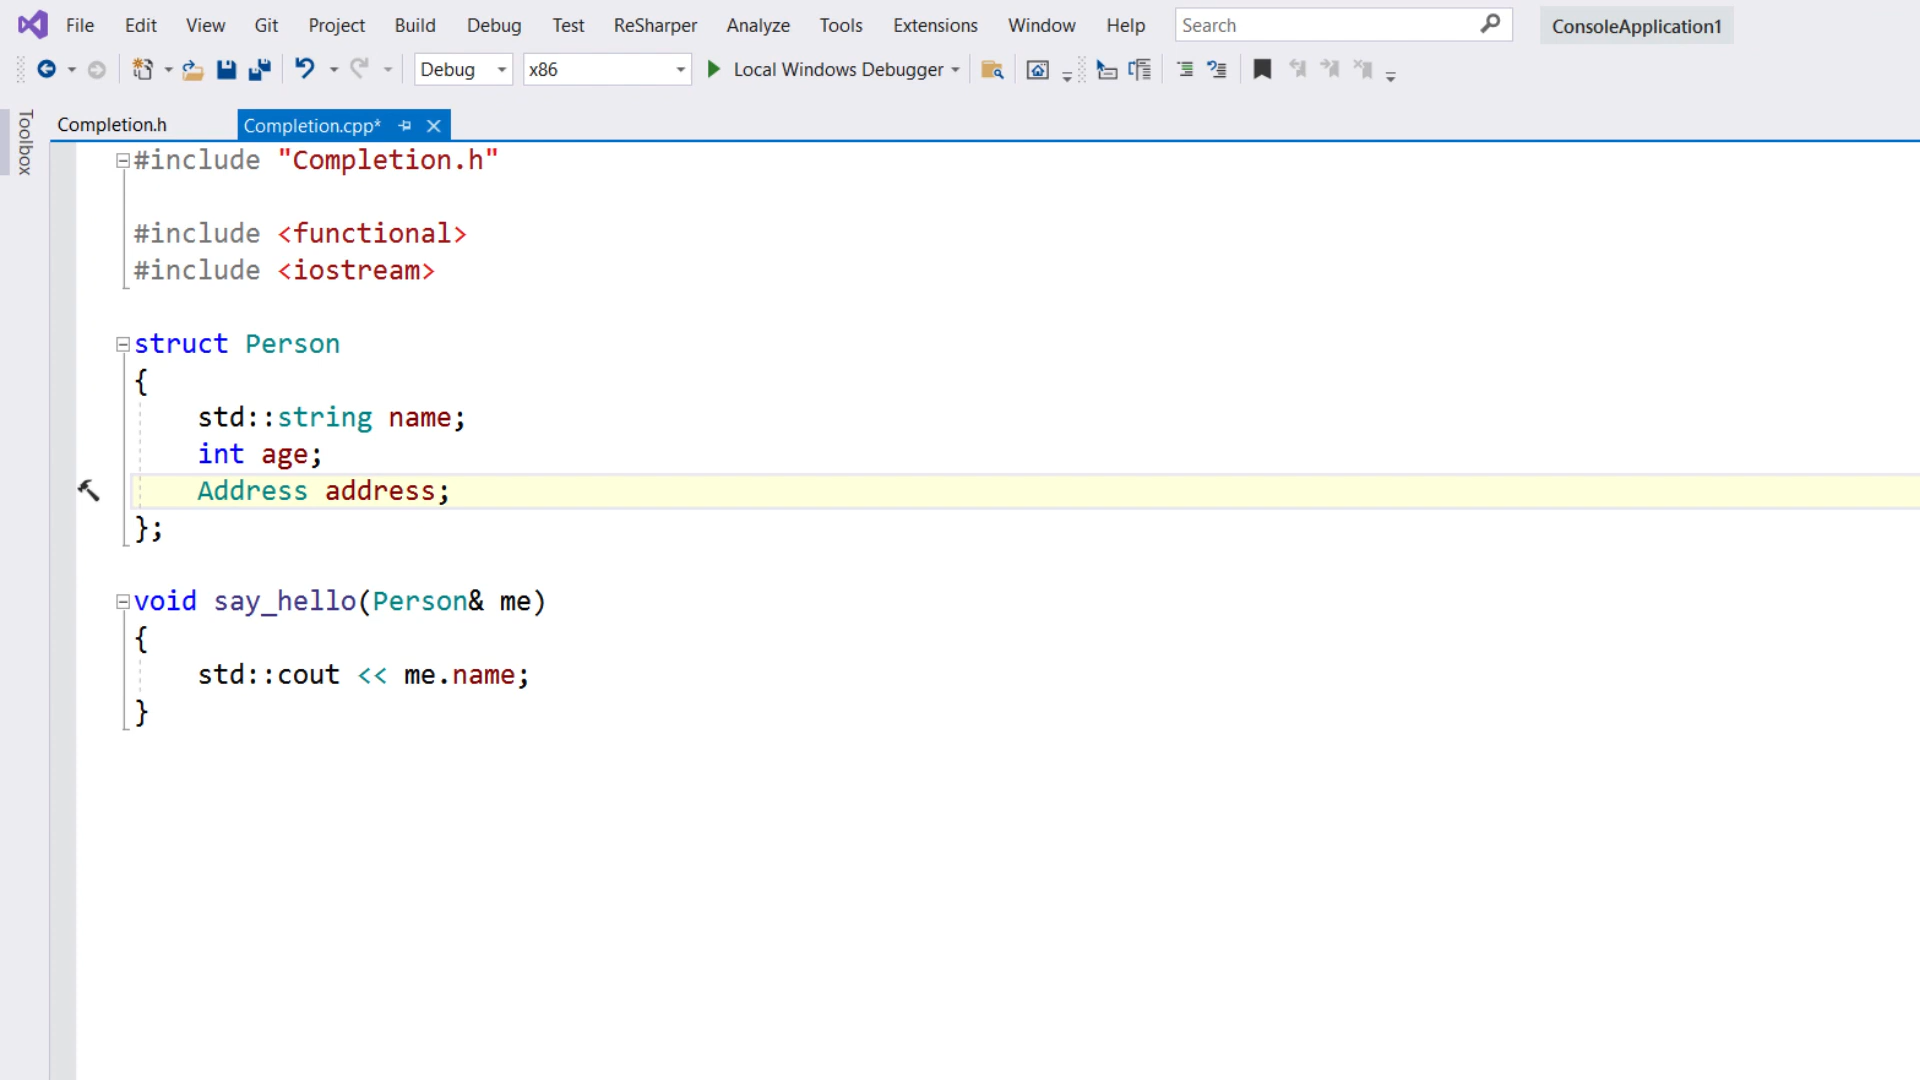 File Edit View Git Project Build Debug Test ReSharper Analyze Tools Extensions Window Help Search ConsoleApplication1
Debug x86 Local Windows Debugger
Toolbox
Completion.h Completion.cpp*
#include "Completion.h"
#include <functional>
#include <iostream>
struct Person
{
std::string name;
int age;
Address address;
};
void say_hello(Person& me)
{
std::cout << me.name;
}